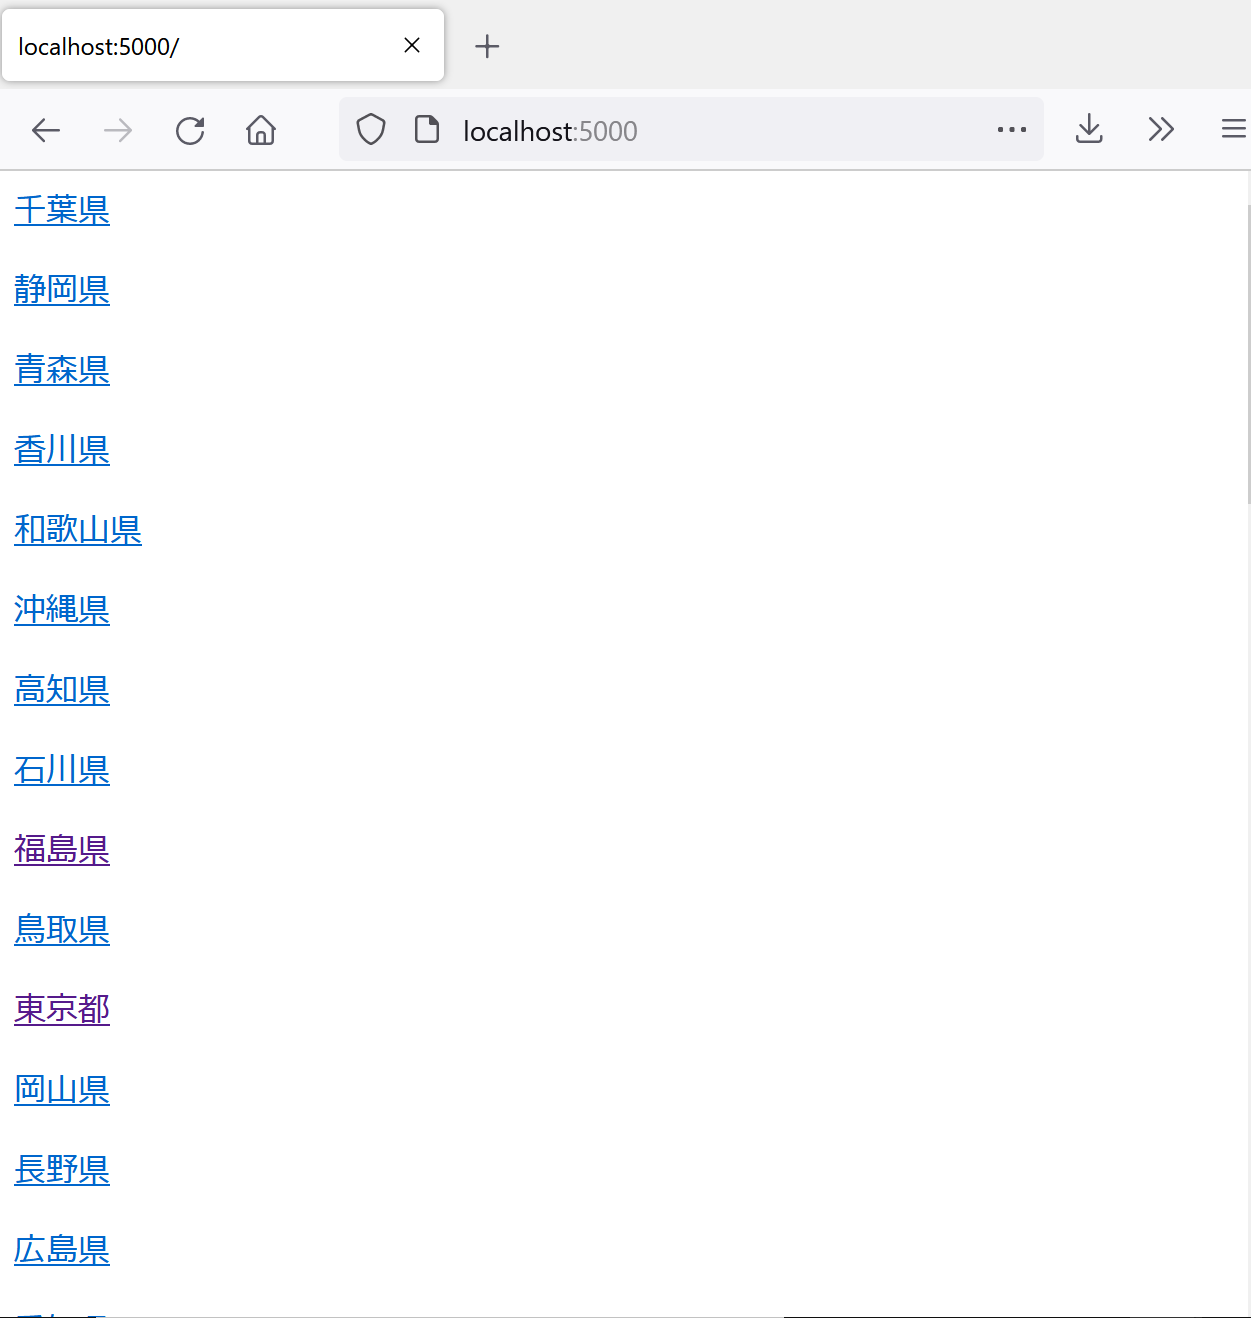 localhost:5000/
localhost:5000
千葉県
静岡県
青森県
香川県
和歌山県
沖縄県
高知県
石川県
福島県
鳥取県
東京都
岡山県
長野県
広島県